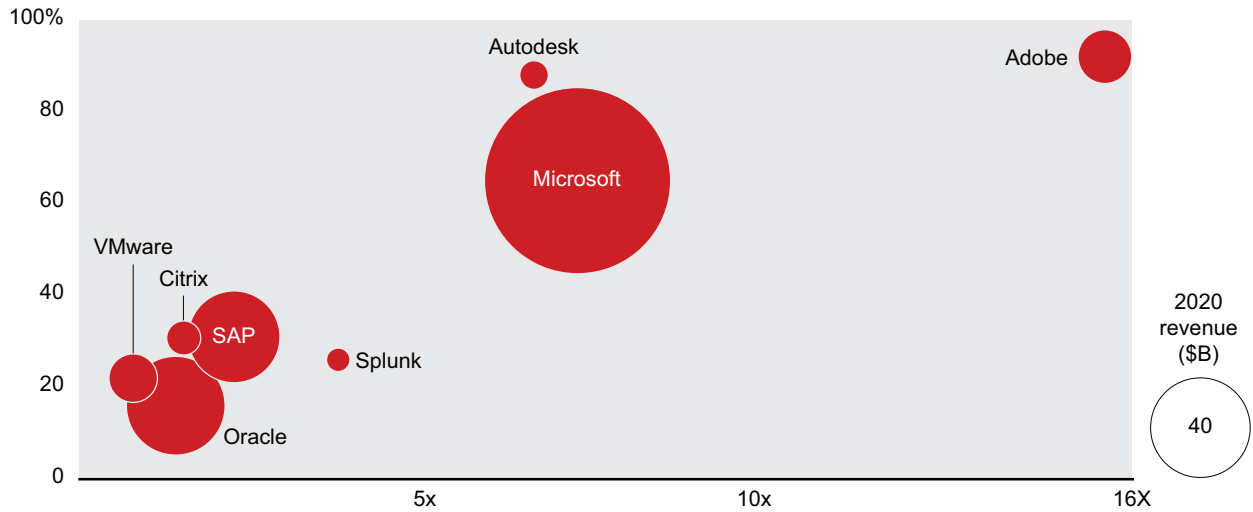 100%
80
60
40
20
0
Autodesk
Adobe
Microsoft
VMware
Citrix
SAP
Splunk
Oracle
5x
10x
16X
2020
revenue
($B)
40